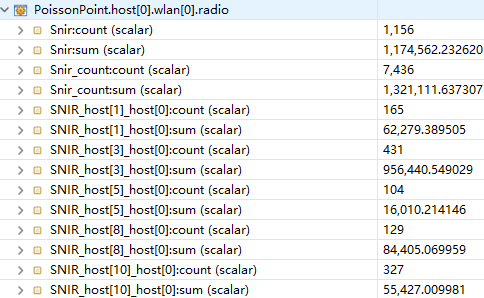 PoissonPoint.host[0].wlan[0].radio
Snir:count (scalar) 1,156
Snir:sum (scalar) 1,174,562.232620
Snir_count:count (scalar) 7,436
Snir_count:sum (scalar) 1,321,111.637307
SNIR_host[1]_host[0]:count (scalar) 165
SNIR_host[1]_host[0]:sum (scalar) 62,279.389505
SNIR_host[3]_host[0]:count (scalar) 431
SNIR_host[3]_host[0]:sum (scalar) 956,440.549029
SNIR_host[5]_host[0]:count (scalar) 104
SNIR_host[5]_host[0]:sum (scalar) 16,010.214146
SNIR_host[8]_host[0]:count (scalar) 129
SNIR_host[8]_host[0]:sum (scalar) 84,405.069959
SNIR_host[10]_host[0]:count (scalar) 327
SNIR_host[10]_host[0]:sum (scalar) 55,427.009981